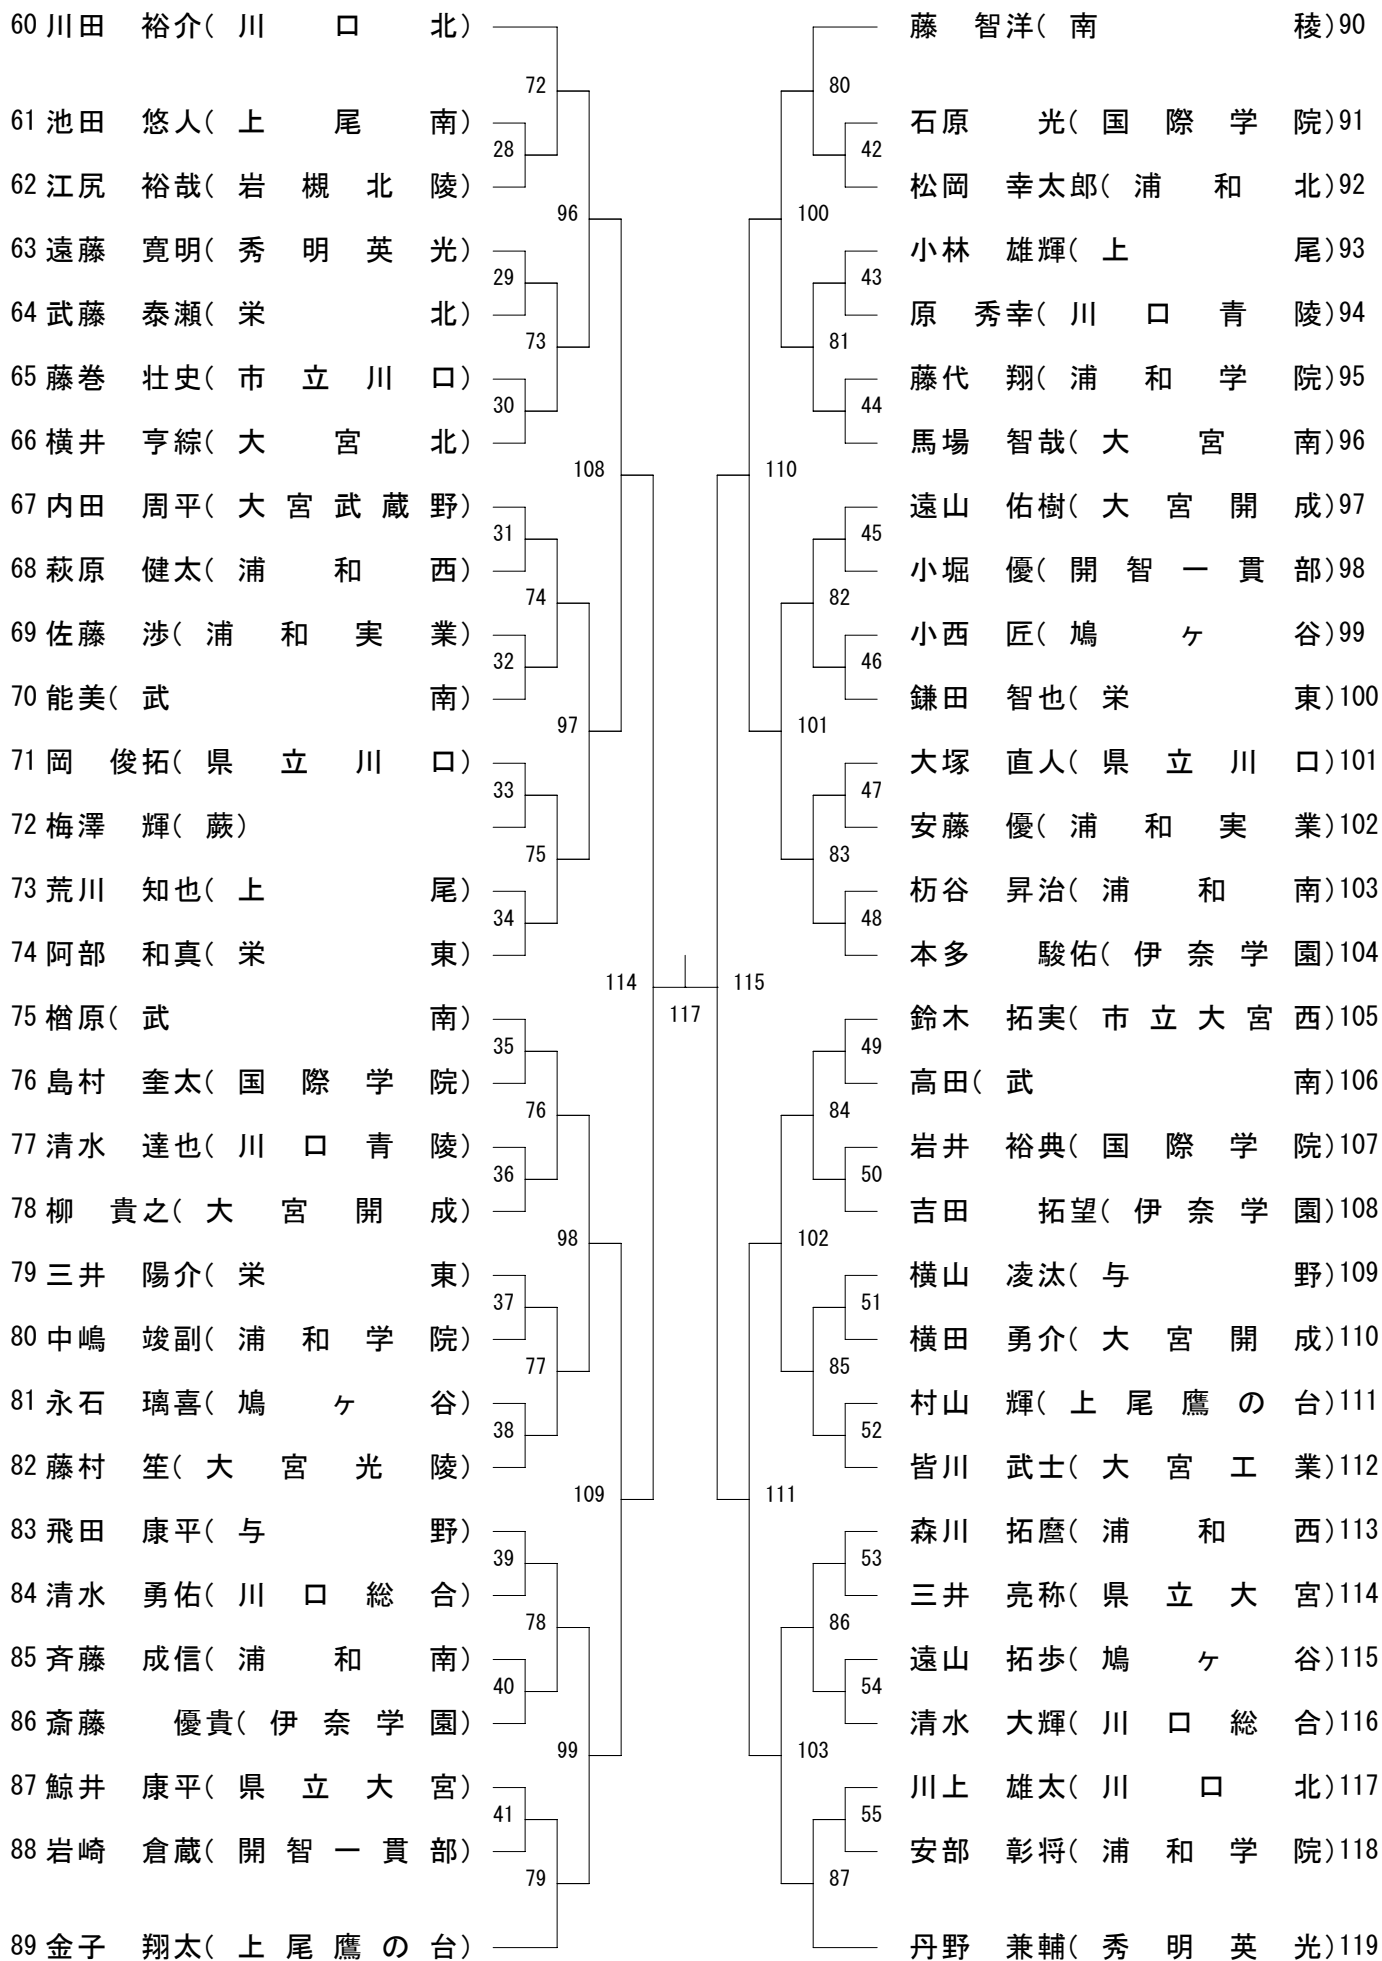 60 川田 裕介( 川 口 北)
72
61 池田 悠人( 上 尾 南)
28
62 江尻 裕哉( 岩 槻 北 陵)
96
63 遠藤 寛明( 秀 明 英 光)
29
64 武藤 泰瀬( 栄 北)
73
65 藤巻 壮史( 市 立 川 口)
30
66 横井 亨綜( 大 宮 北)
108
67 内田 周平( 大 宮 武 蔵 野)
31
68 萩原 健太( 浦 和 西)
74
69 佐藤 渉( 浦 和 実 業)
32
70 能美( 武 南)
97
71 岡 俊拓( 県 立 川 口)
33
72 梅澤 輝( 蕨)
75
73 荒川 知也( 上 尾)
34
74 阿部 和真( 栄 東)
114
75 楢原( 武 南)
35
76 島村 奎太( 国 際 学 院)
76
77 清水 達也( 川 口 青 陵)
36
78 柳 貴之( 大 宮 開 成)
98
79 三井 陽介( 栄 東)
37
80 中嶋 竣副( 浦 和 学 院)
77
81 永石 璃喜( 鳩 ヶ 谷)
38
82 藤村 笙( 大 宮 光 陵)
109
83 飛田 康平( 与 野)
39
84 清水 勇佑( 川 口 総 合)
78
85 斉藤 成信( 浦 和 南)
40
86 斎藤 優貴( 伊 奈 学 園)
99
87 鯨井 康平( 県 立 大 宮)
41
88 岩崎 倉蔵( 開 智 一 貫 部)
79
89 金子 翔太( 上 尾 鷹 の 台)
117
藤 智洋( 南 稜)90
80
石原 光( 国 際 学 院)91
42
松岡 幸太郎( 浦 和 北)92
100
小林 雄輝( 上 尾)93
43
原 秀幸( 川 口 青 陵)94
81
藤代 翔( 浦 和 学 院)95
44
馬場 智哉( 大 宮 南)96
110
遠山 佑樹( 大 宮 開 成)97
45
小堀 優( 開 智 一 貫 部)98
82
小西 匠( 鳩 ヶ 谷)99
46
鎌田 智也( 栄 東)100
101
大塚 直人( 県 立 川 口)101
47
安藤 優( 浦 和 実 業)102
83
栃谷 昇治( 浦 和 南)103
48
本多 駿佑( 伊 奈 学 園)104
115
鈴木 拓実( 市 立 大 宮 西)105
49
高田( 武 南)106
84
岩井 裕典( 国 際 学 院)107
50
吉田 拓望( 伊 奈 学 園)108
102
横山 凌汰( 与 野)109
51
横田 勇介( 大 宮 開 成)110
85
村山 輝( 上 尾 鷹 の 台)111
52
皆川 武士( 大 宮 工 業)112
111
森川 拓麿( 浦 和 西)113
53
三井 亮称( 県 立 大 宮)114
86
遠山 拓歩( 鳩 ヶ 谷)115
54
清水 大輝( 川 口 総 合)116
103
川上 雄太( 川 口 北)117
55
安部 彰将( 浦 和 学 院)118
87
丹野 兼輔( 秀 明 英 光)119